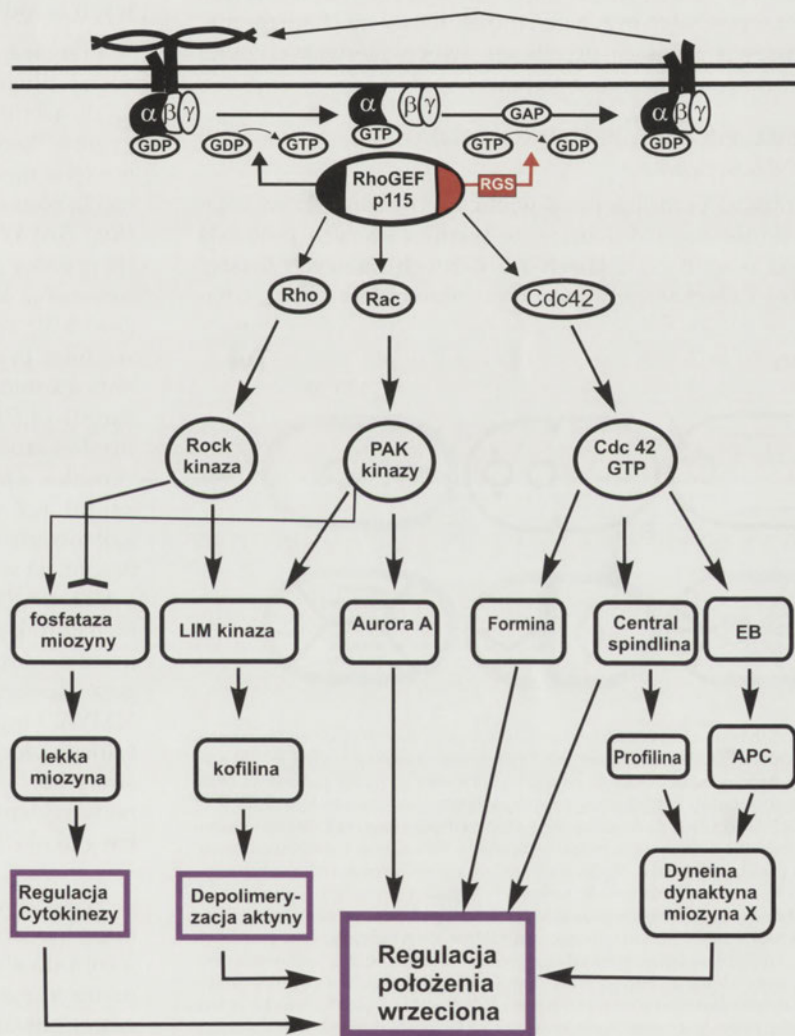 α β γ
GDP
GDP
GTP
α β γ
GTP
GAP
GTP
GDP
α β γ
GDP
RhoGEF
p115
RGS
Rho
Rac
Cdc42
Rock
kinaza
PAK
kinazy
Cdc 42
GTP
fosfataza
miozyny
LIM kinaza
Aurora A
Formina
Central
spindlina
EB
lekka
miozyna
kofilina
Profilina
APC
Regulacja
Cytokinezy
Depolimery-
zacja aktyny
Dyneina
dynaktyna
miozyna X
Regulacja
położenia
wrzeciona